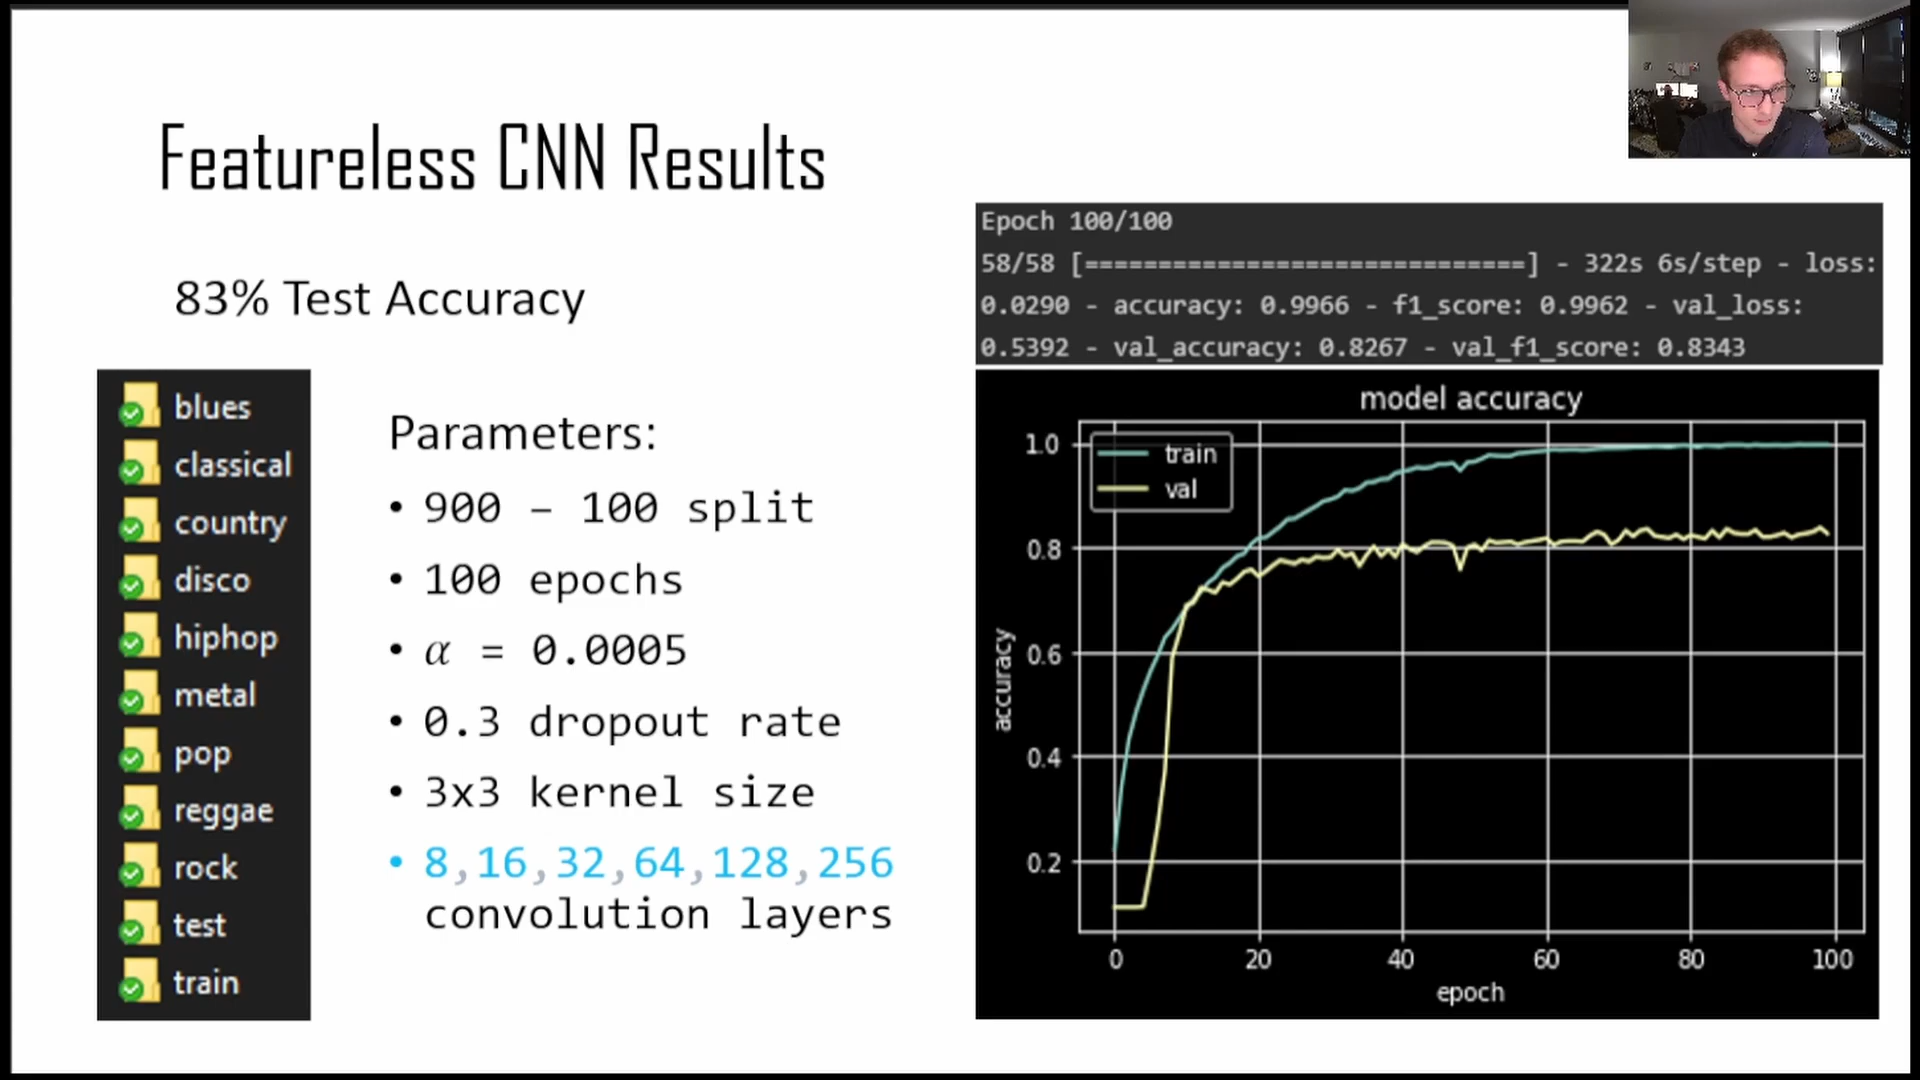 Featureless CNN Results
83% Test Accuracy
blues
classical
country
disco
hiphop
metal
pop
reggae
rock
test
train
Parameters:
• 900 – 100 split
• 100 epochs
• α = 0.0005
• 0.3 dropout rate
• 3x3 kernel size
• 8,16,32,64,128,256
convolution layers
Epoch 100/100
58/58 [==============================] - 322s 6s/step - loss:
0.0290 - accuracy: 0.9966 - f1_score: 0.9962 - val_loss:
0.5392 - val_accuracy: 0.8267 - val_f1_score: 0.8343
model accuracy
train
val
1.0
0.8
0.6
0.4
0.2
accuracy
0 20 40 60 80 100
epoch